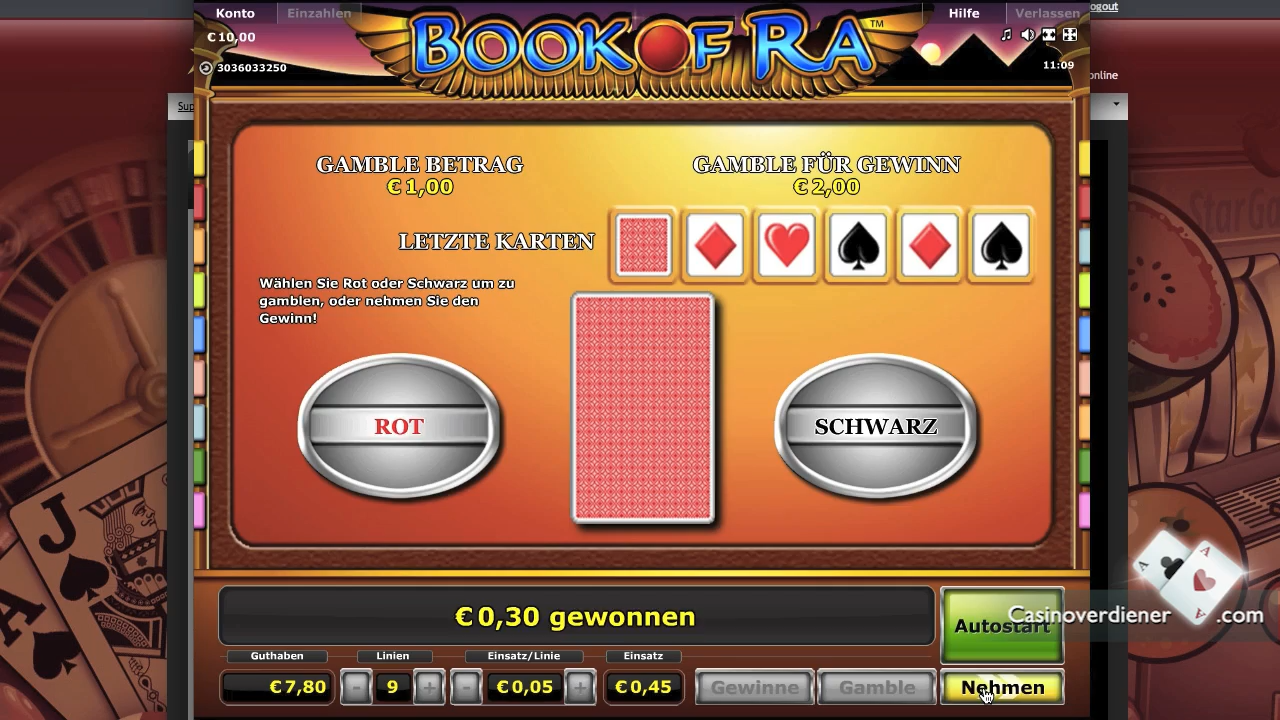 Konto
Einzahlen
BOOK OF RA™
Hilfe
Verlassen
ogout
€ 10,00
3036033250
11:09
online
Sup
GAMBLE BETRAG
€ 1,00
GAMBLE FÜR GEWINN
€ 2,00
LETZTE KARTEN
Wählen Sie Rot oder Schwarz um zu
gamblen, oder nehmen Sie den
Gewinn!
ROT
SCHWARZ
J
A
A
A
A
€ 0,30 gewonnen
Autostart
Casinoverdiener.com
Guthaben
Linien
Einsatz/Linie
Einsatz
€ 7,80
-
9
+
-
€ 0,05
+
€ 0,45
Gewinne
Gamble
Nehmen